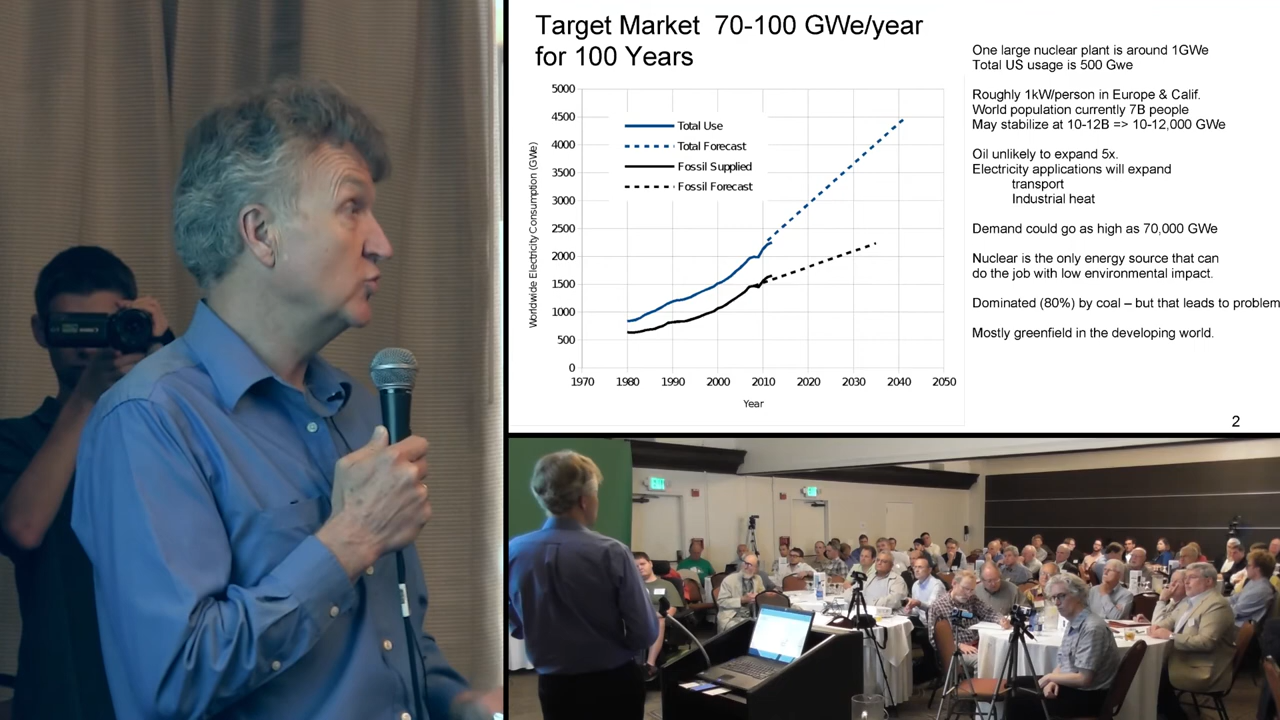 Target Market 70-100 GWe/year
for 100 Years
One large nuclear plant is around 1GWe
Total US usage is 500 Gwe
Roughly 1kW/person in Europe & Calif.
World population currently 7B people
May stabilize at 10-12B => 10-12,000 GWe
Oil unlikely to expand 5x.
Electricity applications will expand
transport
Industrial heat
Demand could go as high as 70,000 GWe
Nuclear is the only energy source that can
do the job with low environmental impact.
Dominated (80%) by coal – but that leads to problem
Mostly greenfield in the developing world.
2
Worldwide Electricity Consumption (GWe)
5000
4500
4000
3500
3000
2500
2000
1500
1000
500
0
Total Use
Total Forecast
Fossil Supplied
Fossil Forecast
1970 1980 1990 2000 2010 2020 2030 2040 2050
Year